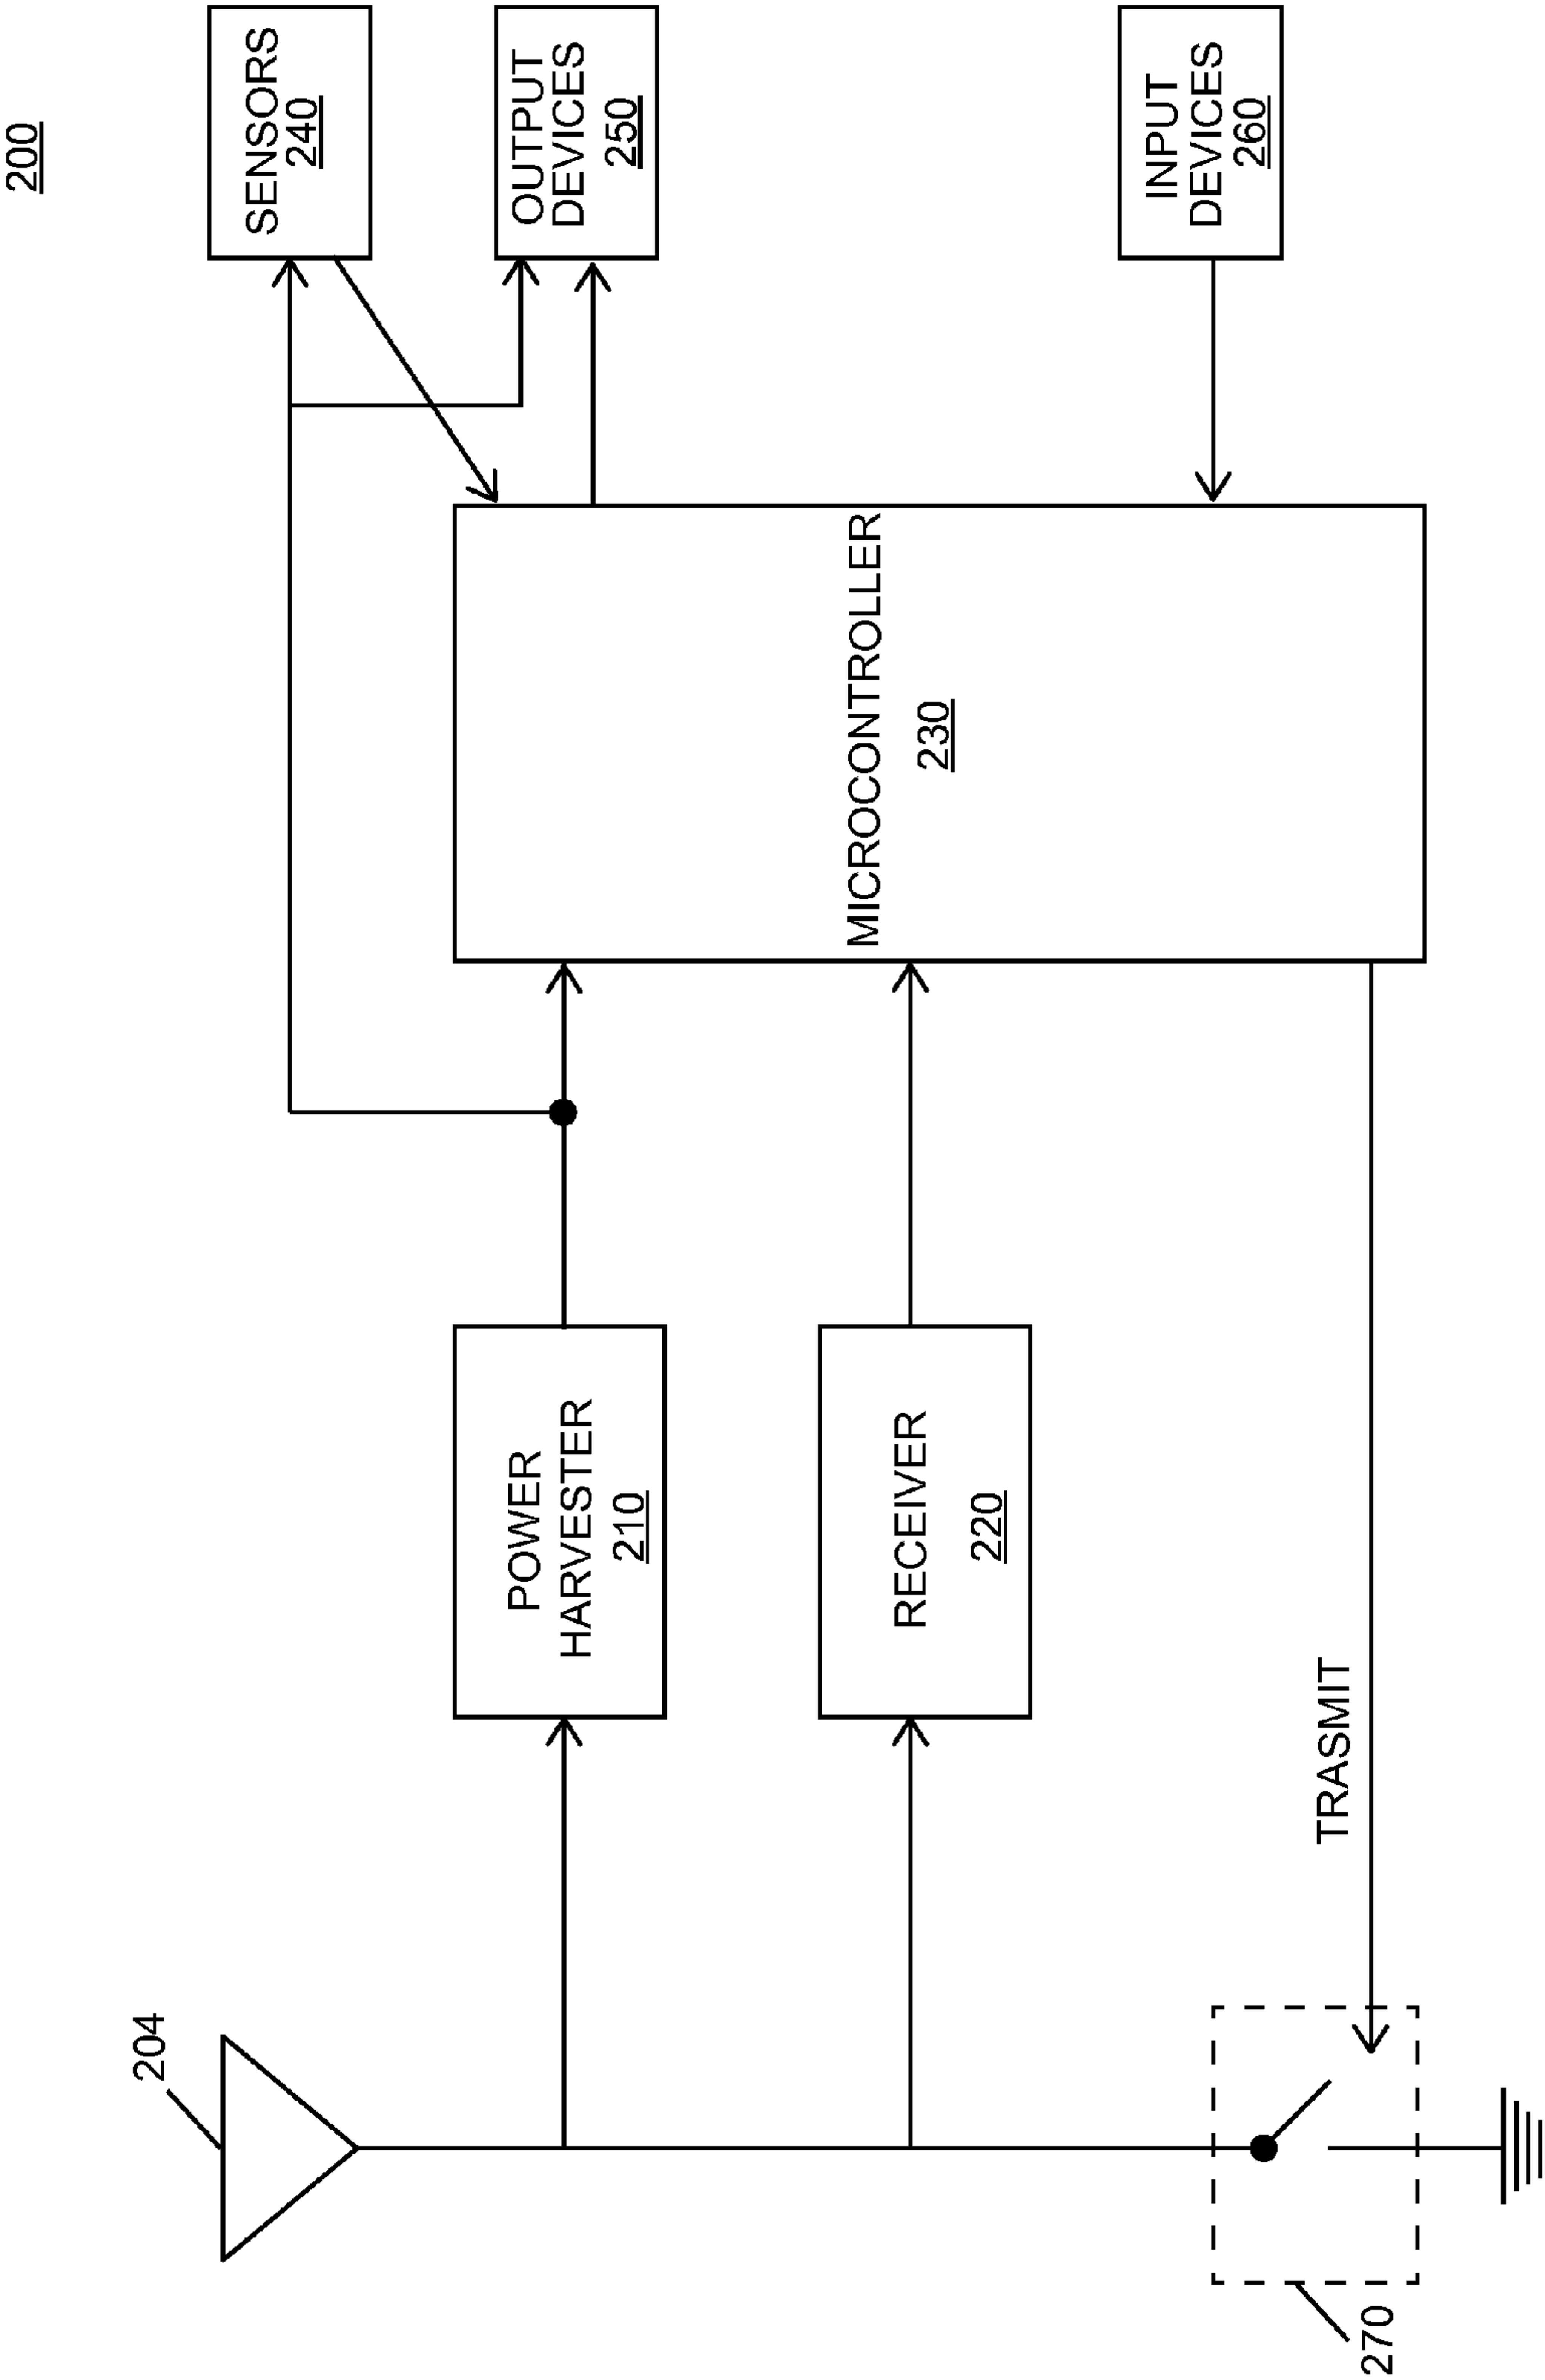 200
204
POWER
HARVESTER
210
RECEIVER
220
TRASMIT
270
MICROCONTROLLER
230
SENSORS
240
OUTPUT
DEVICES
250
INPUT
DEVICES
260